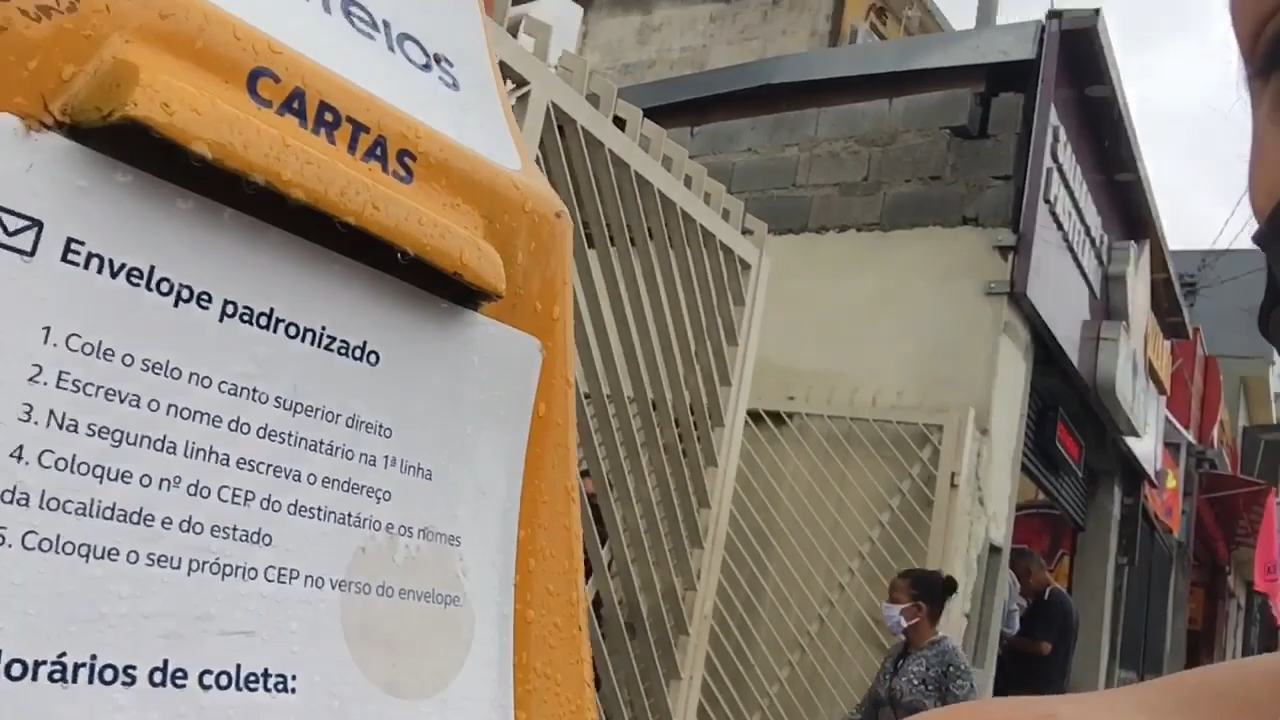 CARTAS
Envelope padronizado
1. Cole o selo no canto superior direito
2. Escreva o nome do destinatário na 1ª linha
3. Na segunda linha escreva o endereço
4. Coloque o nº do CEP do destinatário e os nomes
da localidade e do estado
5. Coloque o seu próprio CEP no verso do envelope.
Horários de coleta: